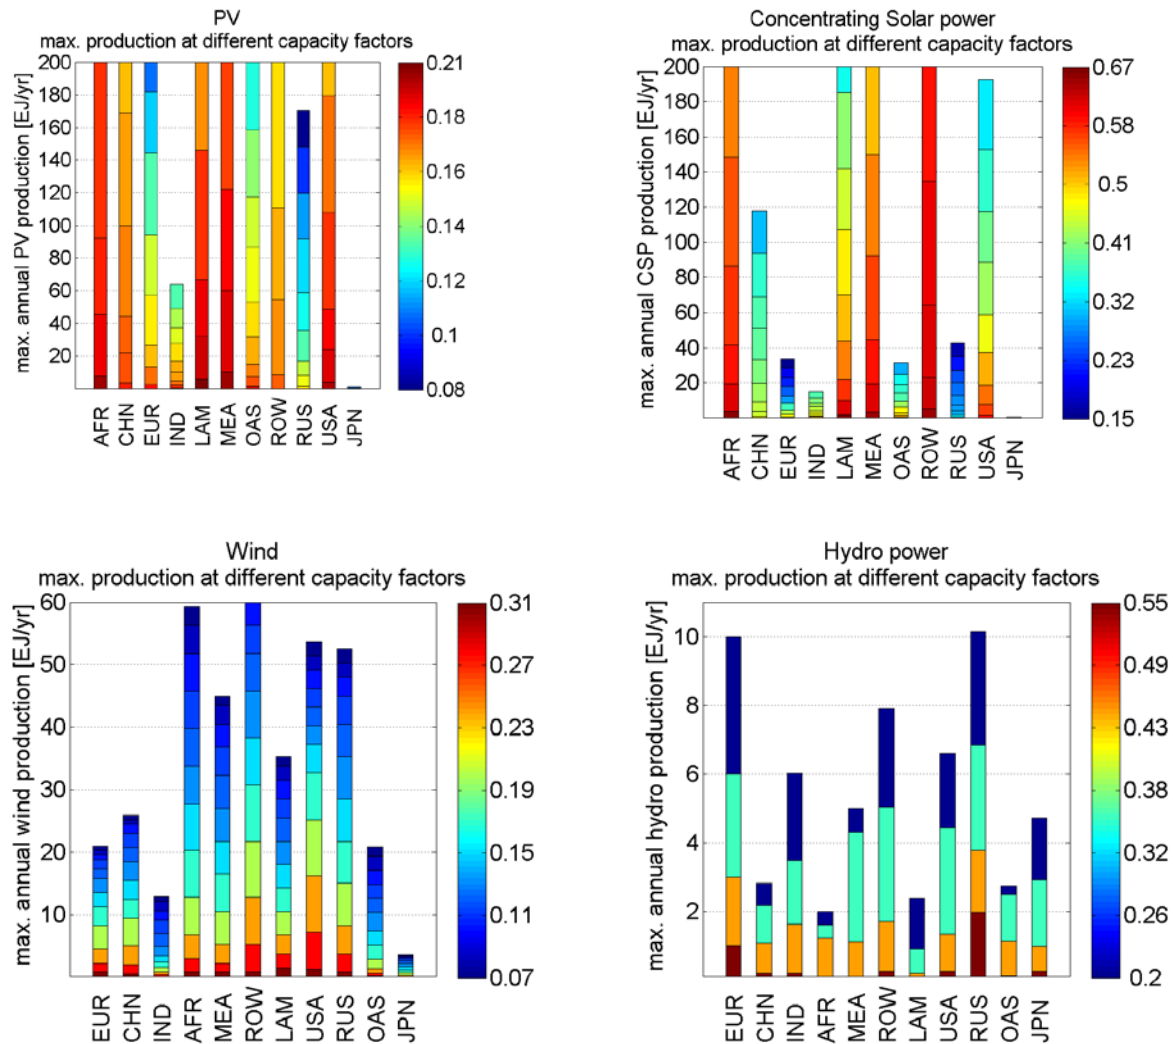 PV
max. production at different capacity factors
max. annual PV production [EJ/yr]
200
180
160
140
120
100
80
60
40
20
AFR
CHN
EUR
IND
LAM
MEA
OAS
ROW
RUS
USA
JPN
0.21
0.18
0.16
0.14
0.12
0.1
0.08
Concentrating Solar power
max. production at different capacity factors
max. annual CSP production [EJ/yr]
200
180
160
140
120
100
80
60
40
20
AFR
CHN
EUR
IND
LAM
MEA
OAS
ROW
RUS
USA
JPN
0.67
0.58
0.5
0.41
0.32
0.23
0.15
Wind
max. production at different capacity factors
max. annual wind production [EJ/yr]
60
50
40
30
20
10
EUR
CHN
IND
AFR
MEA
ROW
LAM
USA
RUS
OAS
JPN
0.31
0.27
0.23
0.19
0.15
0.11
0.07
Hydro power
max. production at different capacity factors
max. annual hydro production [EJ/yr]
10
8
6
4
2
EUR
CHN
IND
AFR
MEA
ROW
LAM
USA
RUS
OAS
JPN
0.55
0.49
0.43
0.38
0.32
0.26
0.2